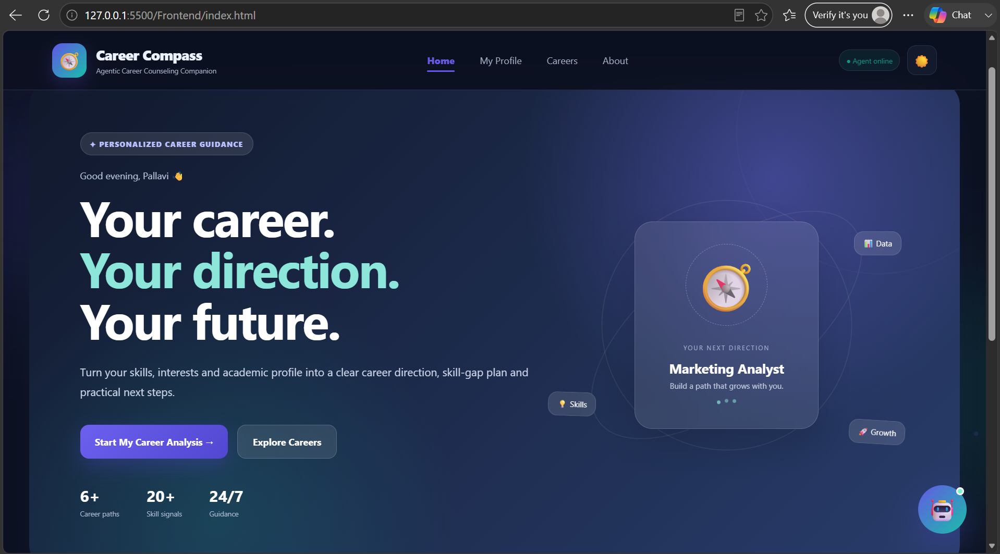 127.0.0.1:5500/Frontend/index.html
Verify it's you
Chat
Career Compass
Agentic Career Counseling Companion
Home
My Profile
Careers
About
● Agent online
✦ PERSONALIZED CAREER GUIDANCE
Good evening, Pallavi 👋
Your career.
Your direction.
Your future.
Turn your skills, interests and academic profile into a clear career direction, skill-gap plan and
practical next steps.
Start My Career Analysis →
Explore Careers
6+
Career paths
20+
Skill signals
24/7
Guidance
📊 Data
YOUR NEXT DIRECTION
Marketing Analyst
Build a path that grows with you.
💡 Skills
🚀 Growth